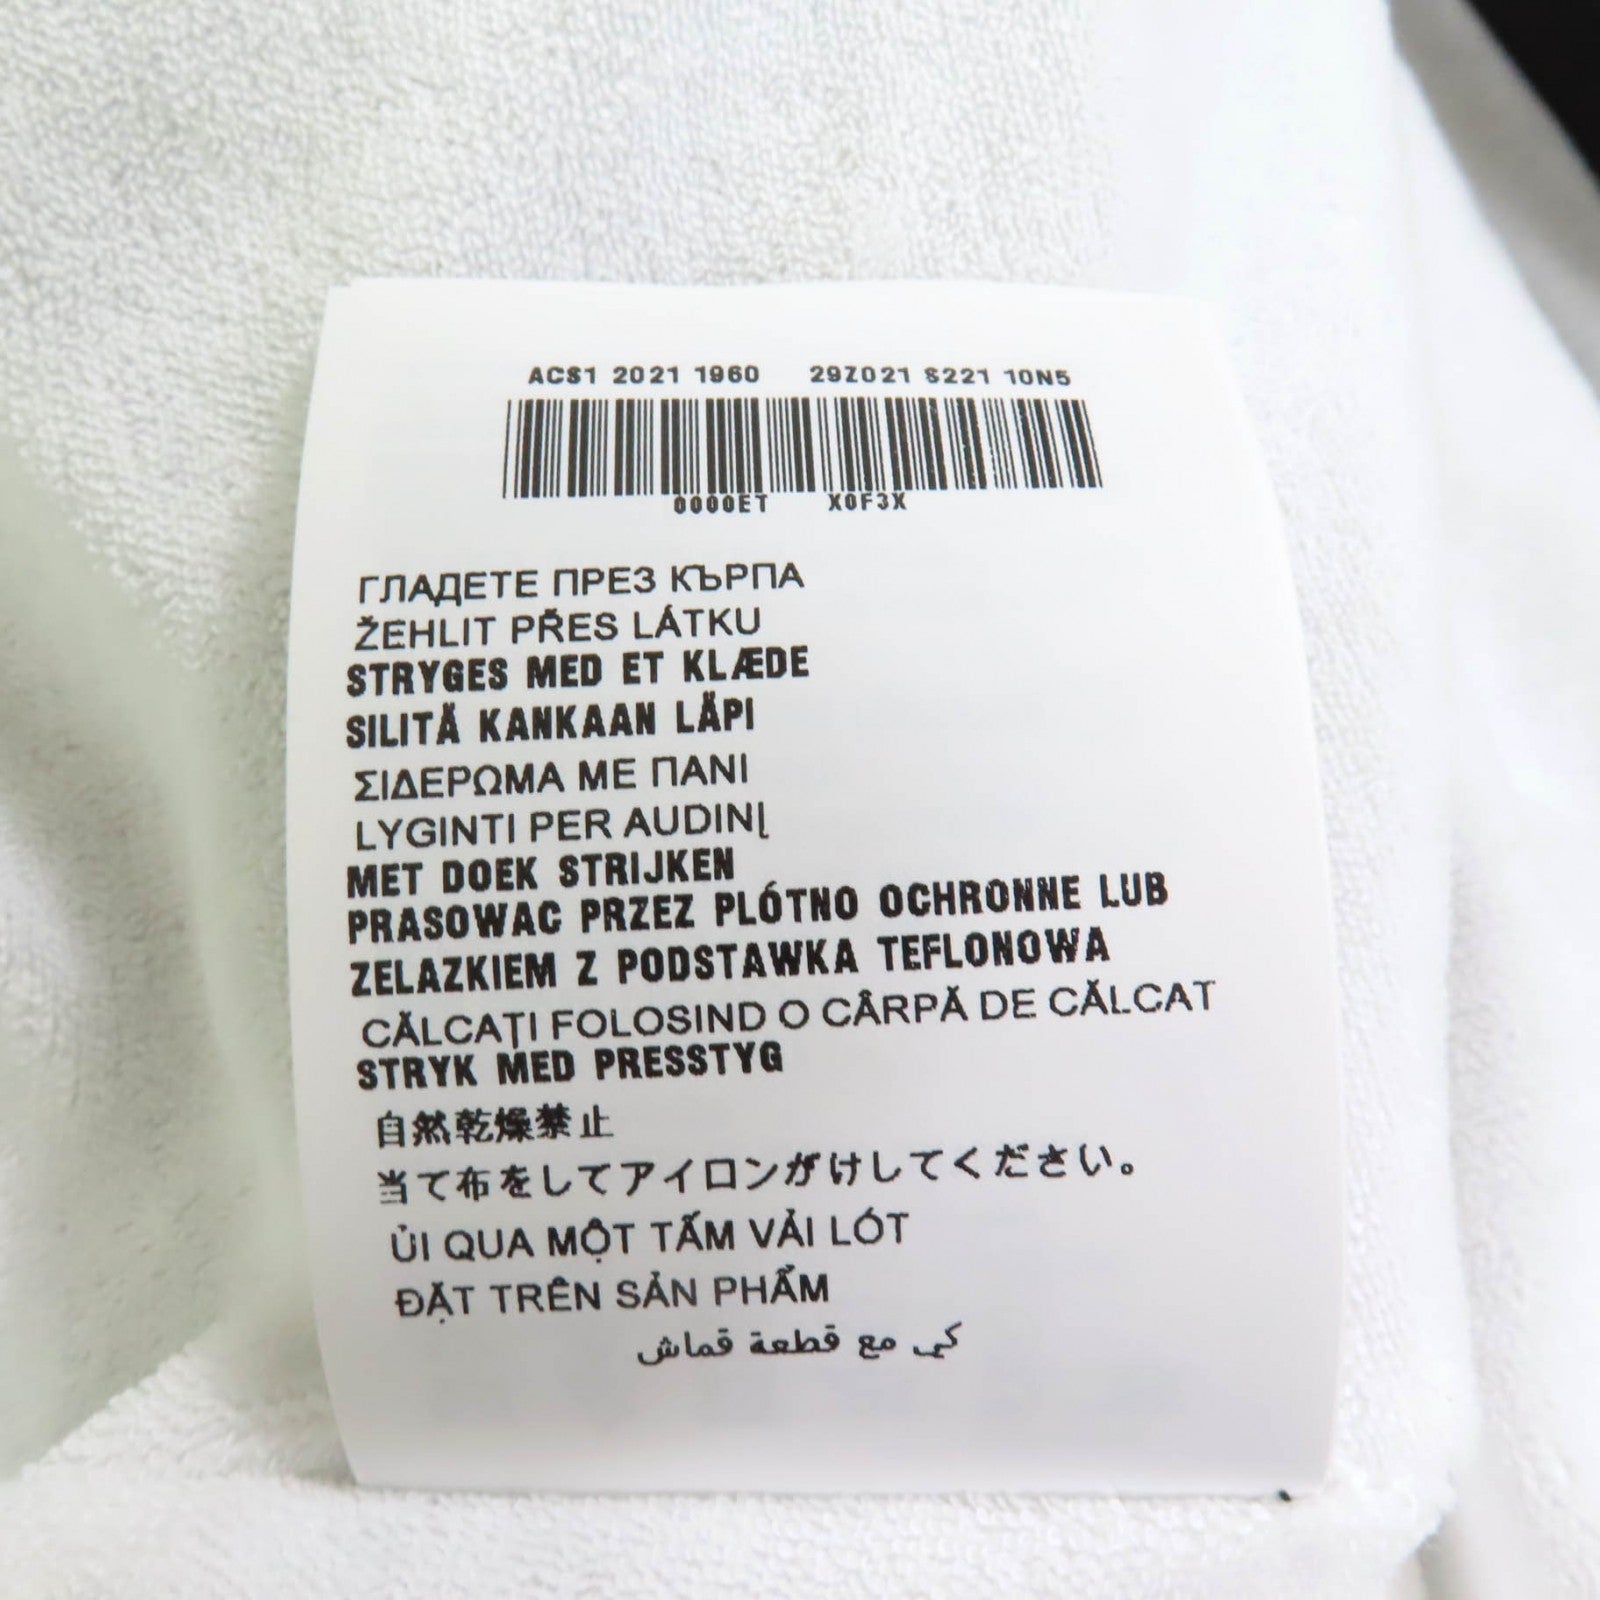 ACS1 2021 1960 29Z021 S221 10N5
0000ET X0F3X
ГЛАДЕТЕ ПРЕЗ КЪРПА
ŽEHLIT PŘES LÁTKU
STRYGES MED ET KLÆDE
SILITÄ KANKAAN LÄPI
ΣΙΔΕΡΩΜΑ ΜΕ ΠΑΝΙ
LYGINTI PER AUDINĮ
MET DOEK STRIJKEN
PRASOWAC PRZEZ PLÓTNO OCHRONNE LUB
ZELAZKIEM Z PODSTAWKA TEFLONOWA
CĂLCAȚI FOLOSIND O CÂRPĂ DE CĂLCAT
STRYK MED PRESSTYG
自然乾燥禁止
当て布をしてアイロンがけしてください。
ỦI QUA MỘT TẤM VẢI LÓT
ĐẶT TRÊN SẢN PHẨM
كي مع قطعة قماش